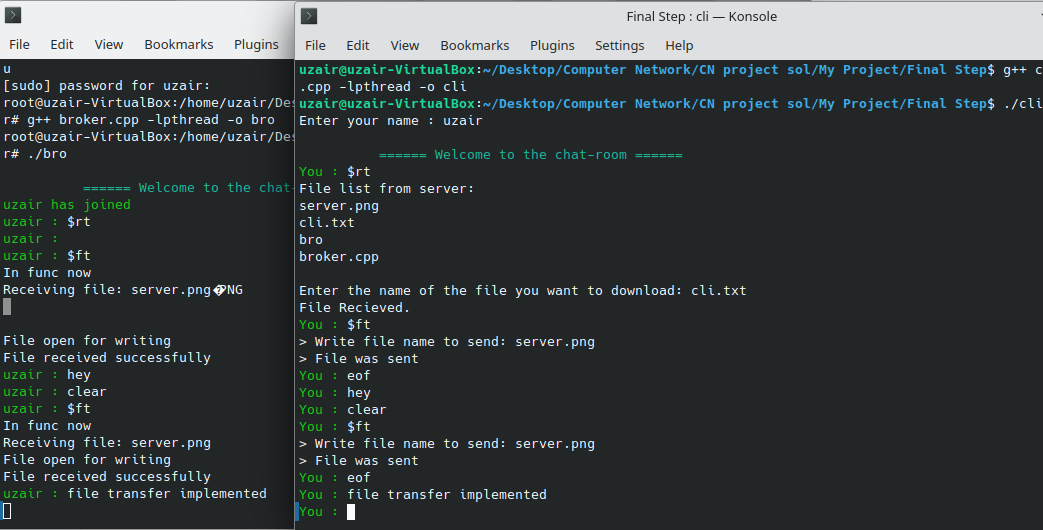 File Edit View Bookmarks Plugins
u
[sudo] password for uzair:
root@uzair-VirtualBox:/home/uzair/Des
r# g++ broker.cpp -lpthread -o bro
root@uzair-VirtualBox:/home/uzair/Des
r# ./bro
====== Welcome to the chat-
uzair has joined
uzair : $rt
uzair :
uzair : $ft
In func now
Receiving file: server.png�PNG
File open for writing
File received successfully
uzair : hey
uzair : clear
uzair : $ft
In func now
Receiving file: server.png
File open for writing
File received successfully
uzair : file transfer implemented
Final Step : cli — Konsole
File Edit View Bookmarks Plugins Settings Help
uzair@uzair-VirtualBox:~/Desktop/Computer Network/CN project sol/My Project/Final Step$ g++ c
.cpp -lpthread -o cli
uzair@uzair-VirtualBox:~/Desktop/Computer Network/CN project sol/My Project/Final Step$ ./cli
Enter your name : uzair
====== Welcome to the chat-room ======
You : $rt
File list from server:
server.png
cli.txt
bro
broker.cpp
Enter the name of the file you want to download: cli.txt
File Recieved.
You : $ft
> Write file name to send: server.png
> File was sent
You : eof
You : hey
You : clear
You : $ft
> Write file name to send: server.png
> File was sent
You : eof
You : file transfer implemented
You :